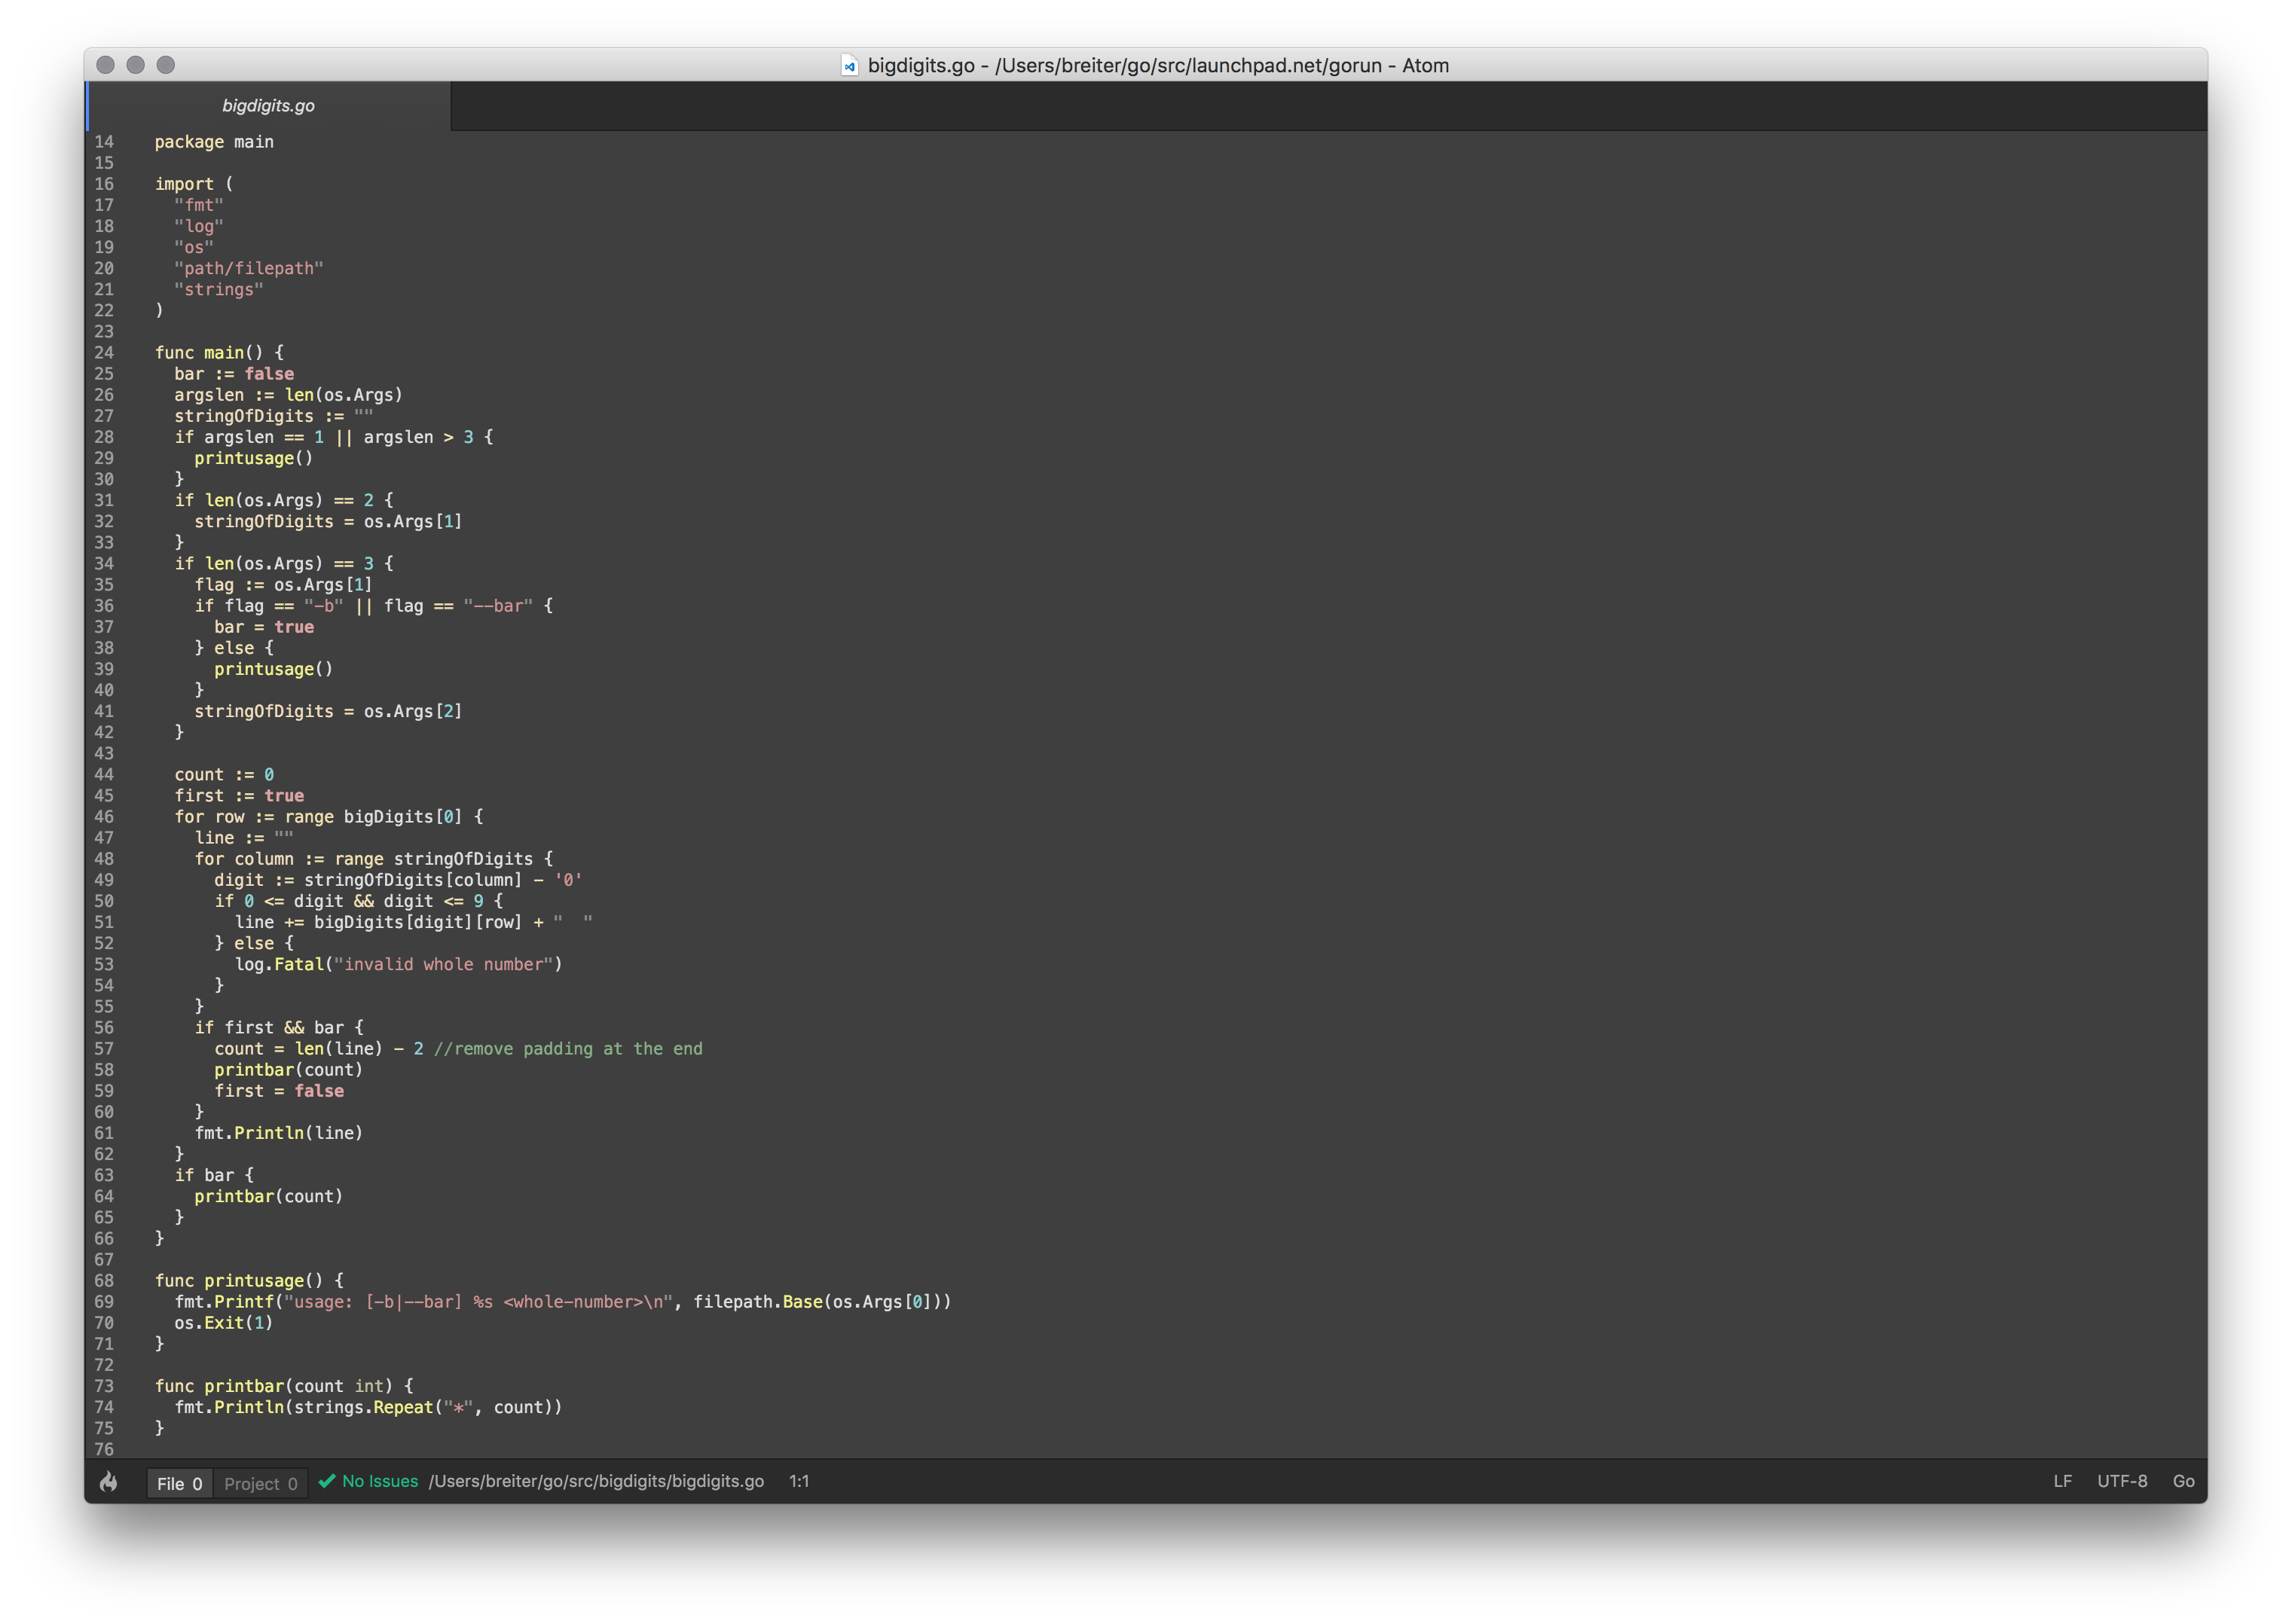 bigdigits.go - /Users/breiter/go/src/launchpad.net/gorun - Atom
bigdigits.go
14 package main
15
16 import (
17   "fmt"
18   "log"
19   "os"
20   "path/filepath"
21   "strings"
22 )
23
24 func main() {
25   bar := false
26   argslen := len(os.Args)
27   stringOfDigits := ""
28   if argslen == 1 || argslen > 3 {
29     printusage()
30   }
31   if len(os.Args) == 2 {
32     stringOfDigits = os.Args[1]
33   }
34   if len(os.Args) == 3 {
35     flag := os.Args[1]
36     if flag == "-b" || flag == "--bar" {
37       bar = true
38     } else {
39       printusage()
40     }
41     stringOfDigits = os.Args[2]
42   }
43
44   count := 0
45   first := true
46   for row := range bigDigits[0] {
47     line := ""
48     for column := range stringOfDigits {
49       digit := stringOfDigits[column] - '0'
50       if 0 <= digit && digit <= 9 {
51         line += bigDigits[digit][row] + "  "
52       } else {
53         log.Fatal("invalid whole number")
54       }
55     }
56     if first && bar {
57       count = len(line) - 2 //remove padding at the end
58       printbar(count)
59       first = false
60     }
61     fmt.Println(line)
62   }
63   if bar {
64     printbar(count)
65   }
66 }
67
68 func printusage() {
69   fmt.Printf("usage: [-b|--bar] %s <whole-number>\n", filepath.Base(os.Args[0]))
70   os.Exit(1)
71 }
72
73 func printbar(count int) {
74   fmt.Println(strings.Repeat("*", count))
75 }
76
File 0 Project 0 No Issues /Users/breiter/go/src/bigdigits/bigdigits.go 1:1 LF UTF-8 Go